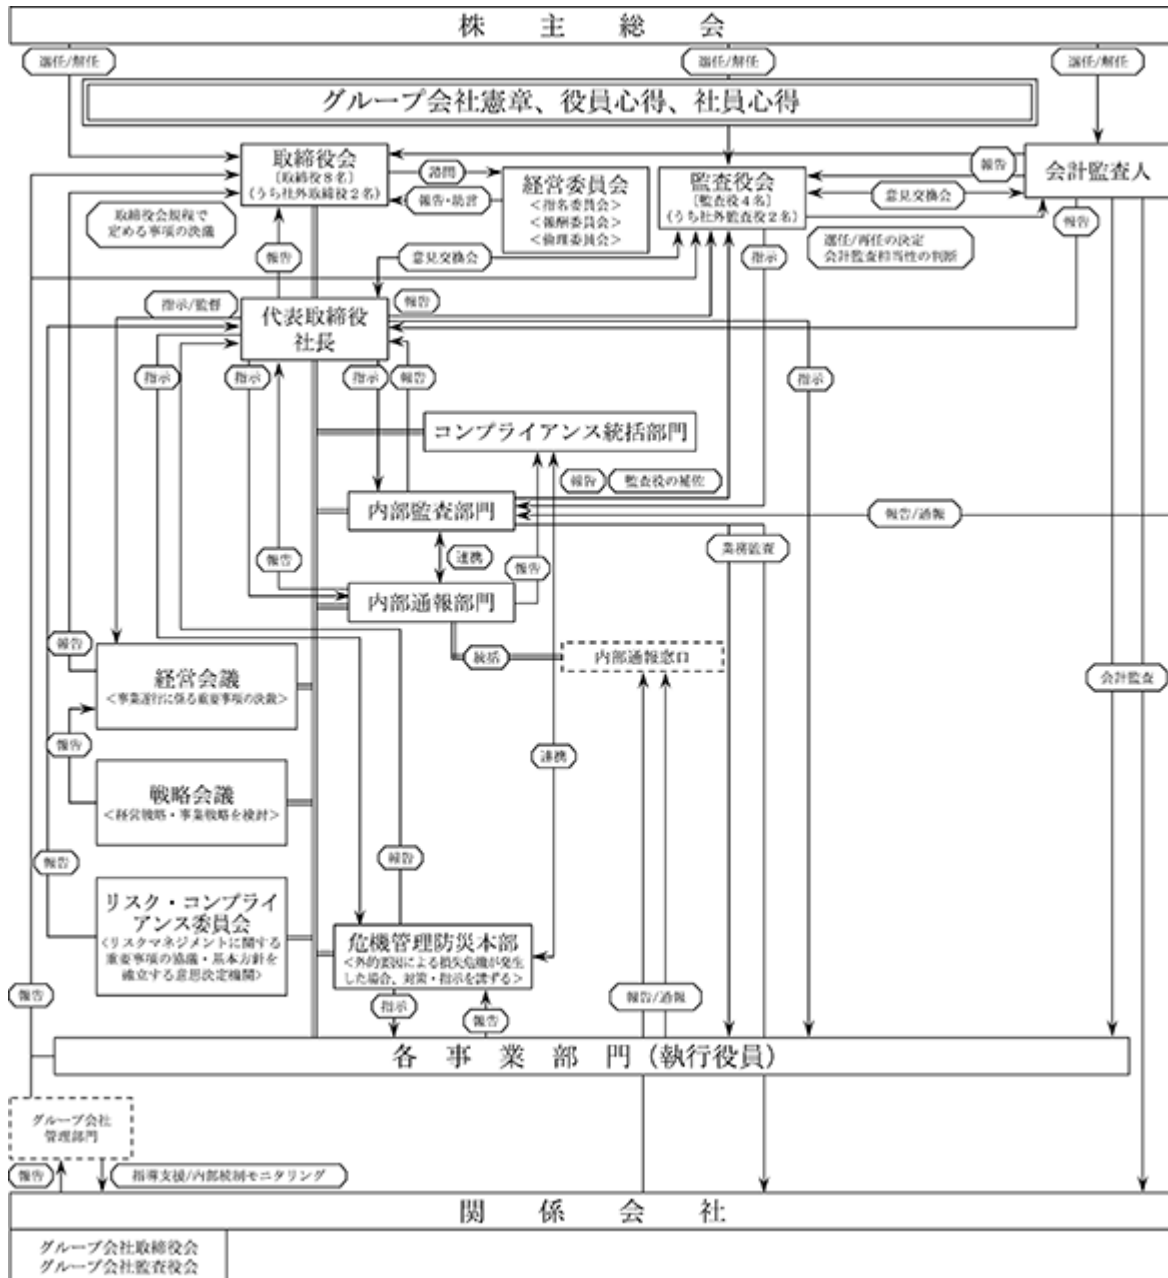 株主総会
選任/解任
選任/解任
選任/解任
グループ会社憲章、役員心得、社員心得
取締役会
〔取締役8名〕
(うち社外取締役2名)
諮問
報告・助言
経営委員会
<指名委員会>
<報酬委員会>
<倫理委員会>
監査役会
〔監査役4名〕
(うち社外監査役2名)
報告
意見交換会
会計監査人
取締役会規程で
定める事項の決議
報告
意見交換会
指示
選任/再任の決定
会計監査相当性の判断
報告
指示/監督
代表取締役
社長
報告
指示
指示
指示
報告
指示
コンプライアンス統括部門
報告
監査役の補佐
内部監査部門
報告/通報
業務監査
報告
連携
報告
内部通報部門
報告
統括
内部通報窓口
会計監査
経営会議
<事業遂行に係る重要事項の決裁>
報告
連携
戦略会議
<経営戦略・事業戦略を検討>
報告
報告
リスク・コンプライ
アンス委員会
<リスクマネジメントに関する
重要事項の協議・基本方針を
確立する意思決定機関>
危機管理防災本部
<外的要因による損失危機が発生
した場合、対策・指示を講ずる>
報告
指示
報告
報告/通報
各事業部門(執行役員)
グループ会社
管理部門
報告
指導支援/内部統制モニタリング
関係会社
グループ会社取締役会
グループ会社監査役会